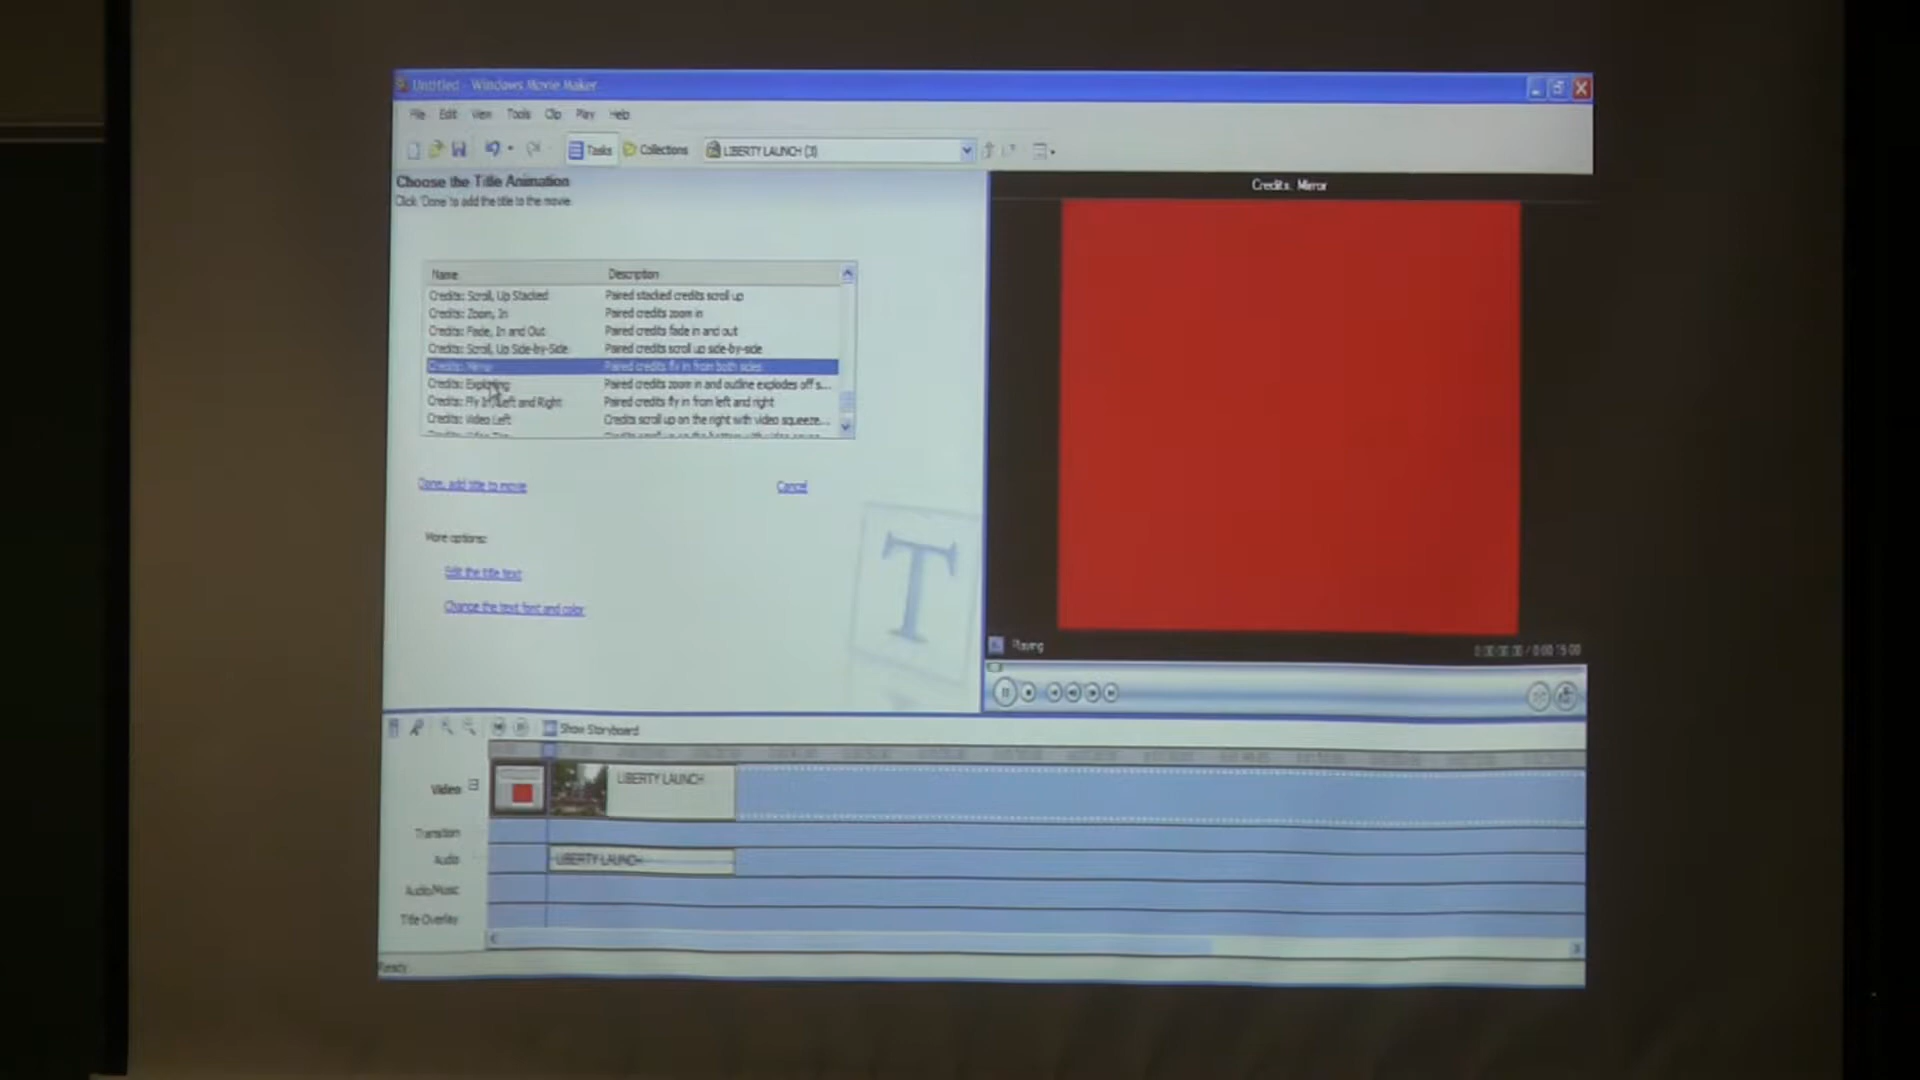 Untitled - Windows Movie Maker
File Edit View Tools Clip Play Help
Tasks Collections LIBERTY LAUNCH (3)
Choose the Title Animation
Click 'Done' to add the title to the movie.
Credits: Mirror
Name Description
Credits: Scroll, Up Stacked Paired stacked credits scroll up
Credits: Zoom, In Paired credits zoom in
Credits: Fade, In and Out Paired credits fade in and out
Credits: Scroll, Up Side-by-Side Paired credits scroll up side-by-side
Credits: Mirror Paired credits fly in from both sides
Credits: Exploding Paired credits zoom in and outline explodes off s...
Credits: Fly In, Left and Right Paired credits fly in from left and right
Credits: Video Left Credits scroll up on the right with video squeeze...
Done, add title to movie Cancel
More options:
Edit the title text
Change the text font and color
T
Playing
Show Storyboard
Video LIBERTY LAUNCH
Transition
Audio LIBERTY LAUNCH
Audio/Music
Title Overlay
Ready